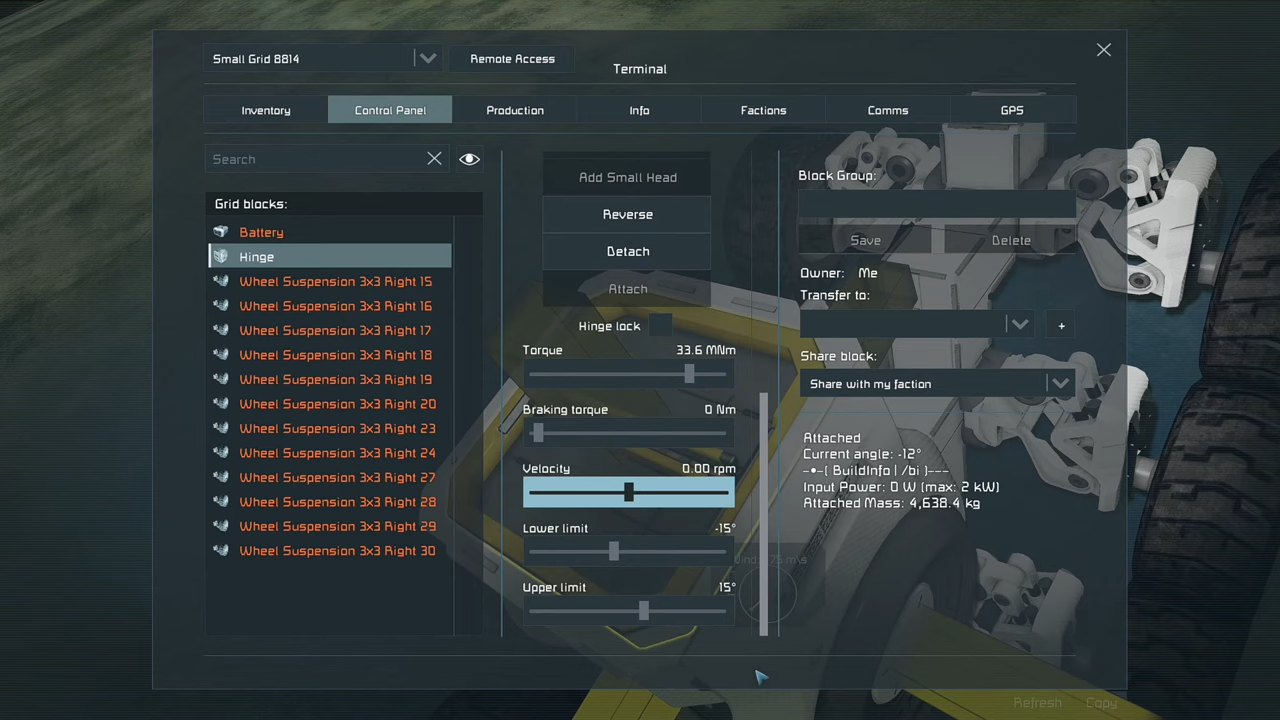 Small Grid 8814
Remote Access
Terminal
Inventory
Control Panel
Production
Info
Factions
Comms
GPS
Search
Grid blocks:
Battery
Hinge
Wheel Suspension 3x3 Right 15
Wheel Suspension 3x3 Right 16
Wheel Suspension 3x3 Right 17
Wheel Suspension 3x3 Right 18
Wheel Suspension 3x3 Right 19
Wheel Suspension 3x3 Right 20
Wheel Suspension 3x3 Right 23
Wheel Suspension 3x3 Right 24
Wheel Suspension 3x3 Right 27
Wheel Suspension 3x3 Right 28
Wheel Suspension 3x3 Right 29
Wheel Suspension 3x3 Right 30
Add Small Head
Reverse
Detach
Attach
Hinge lock
Torque 33.6 MNm
Braking torque 0 Nm
Velocity 0.00 rpm
Lower limit -15°
Upper limit 15°
Block Group:
Save Delete
Owner: Me
Transfer to:
+
Share block:
Share with my faction
Attached
Current angle: -12°
-•-( BuildInfo | /bi )---
Input Power: 0 W (max: 2 kW)
Attached Mass: 4,638.4 kg
Refresh Copy